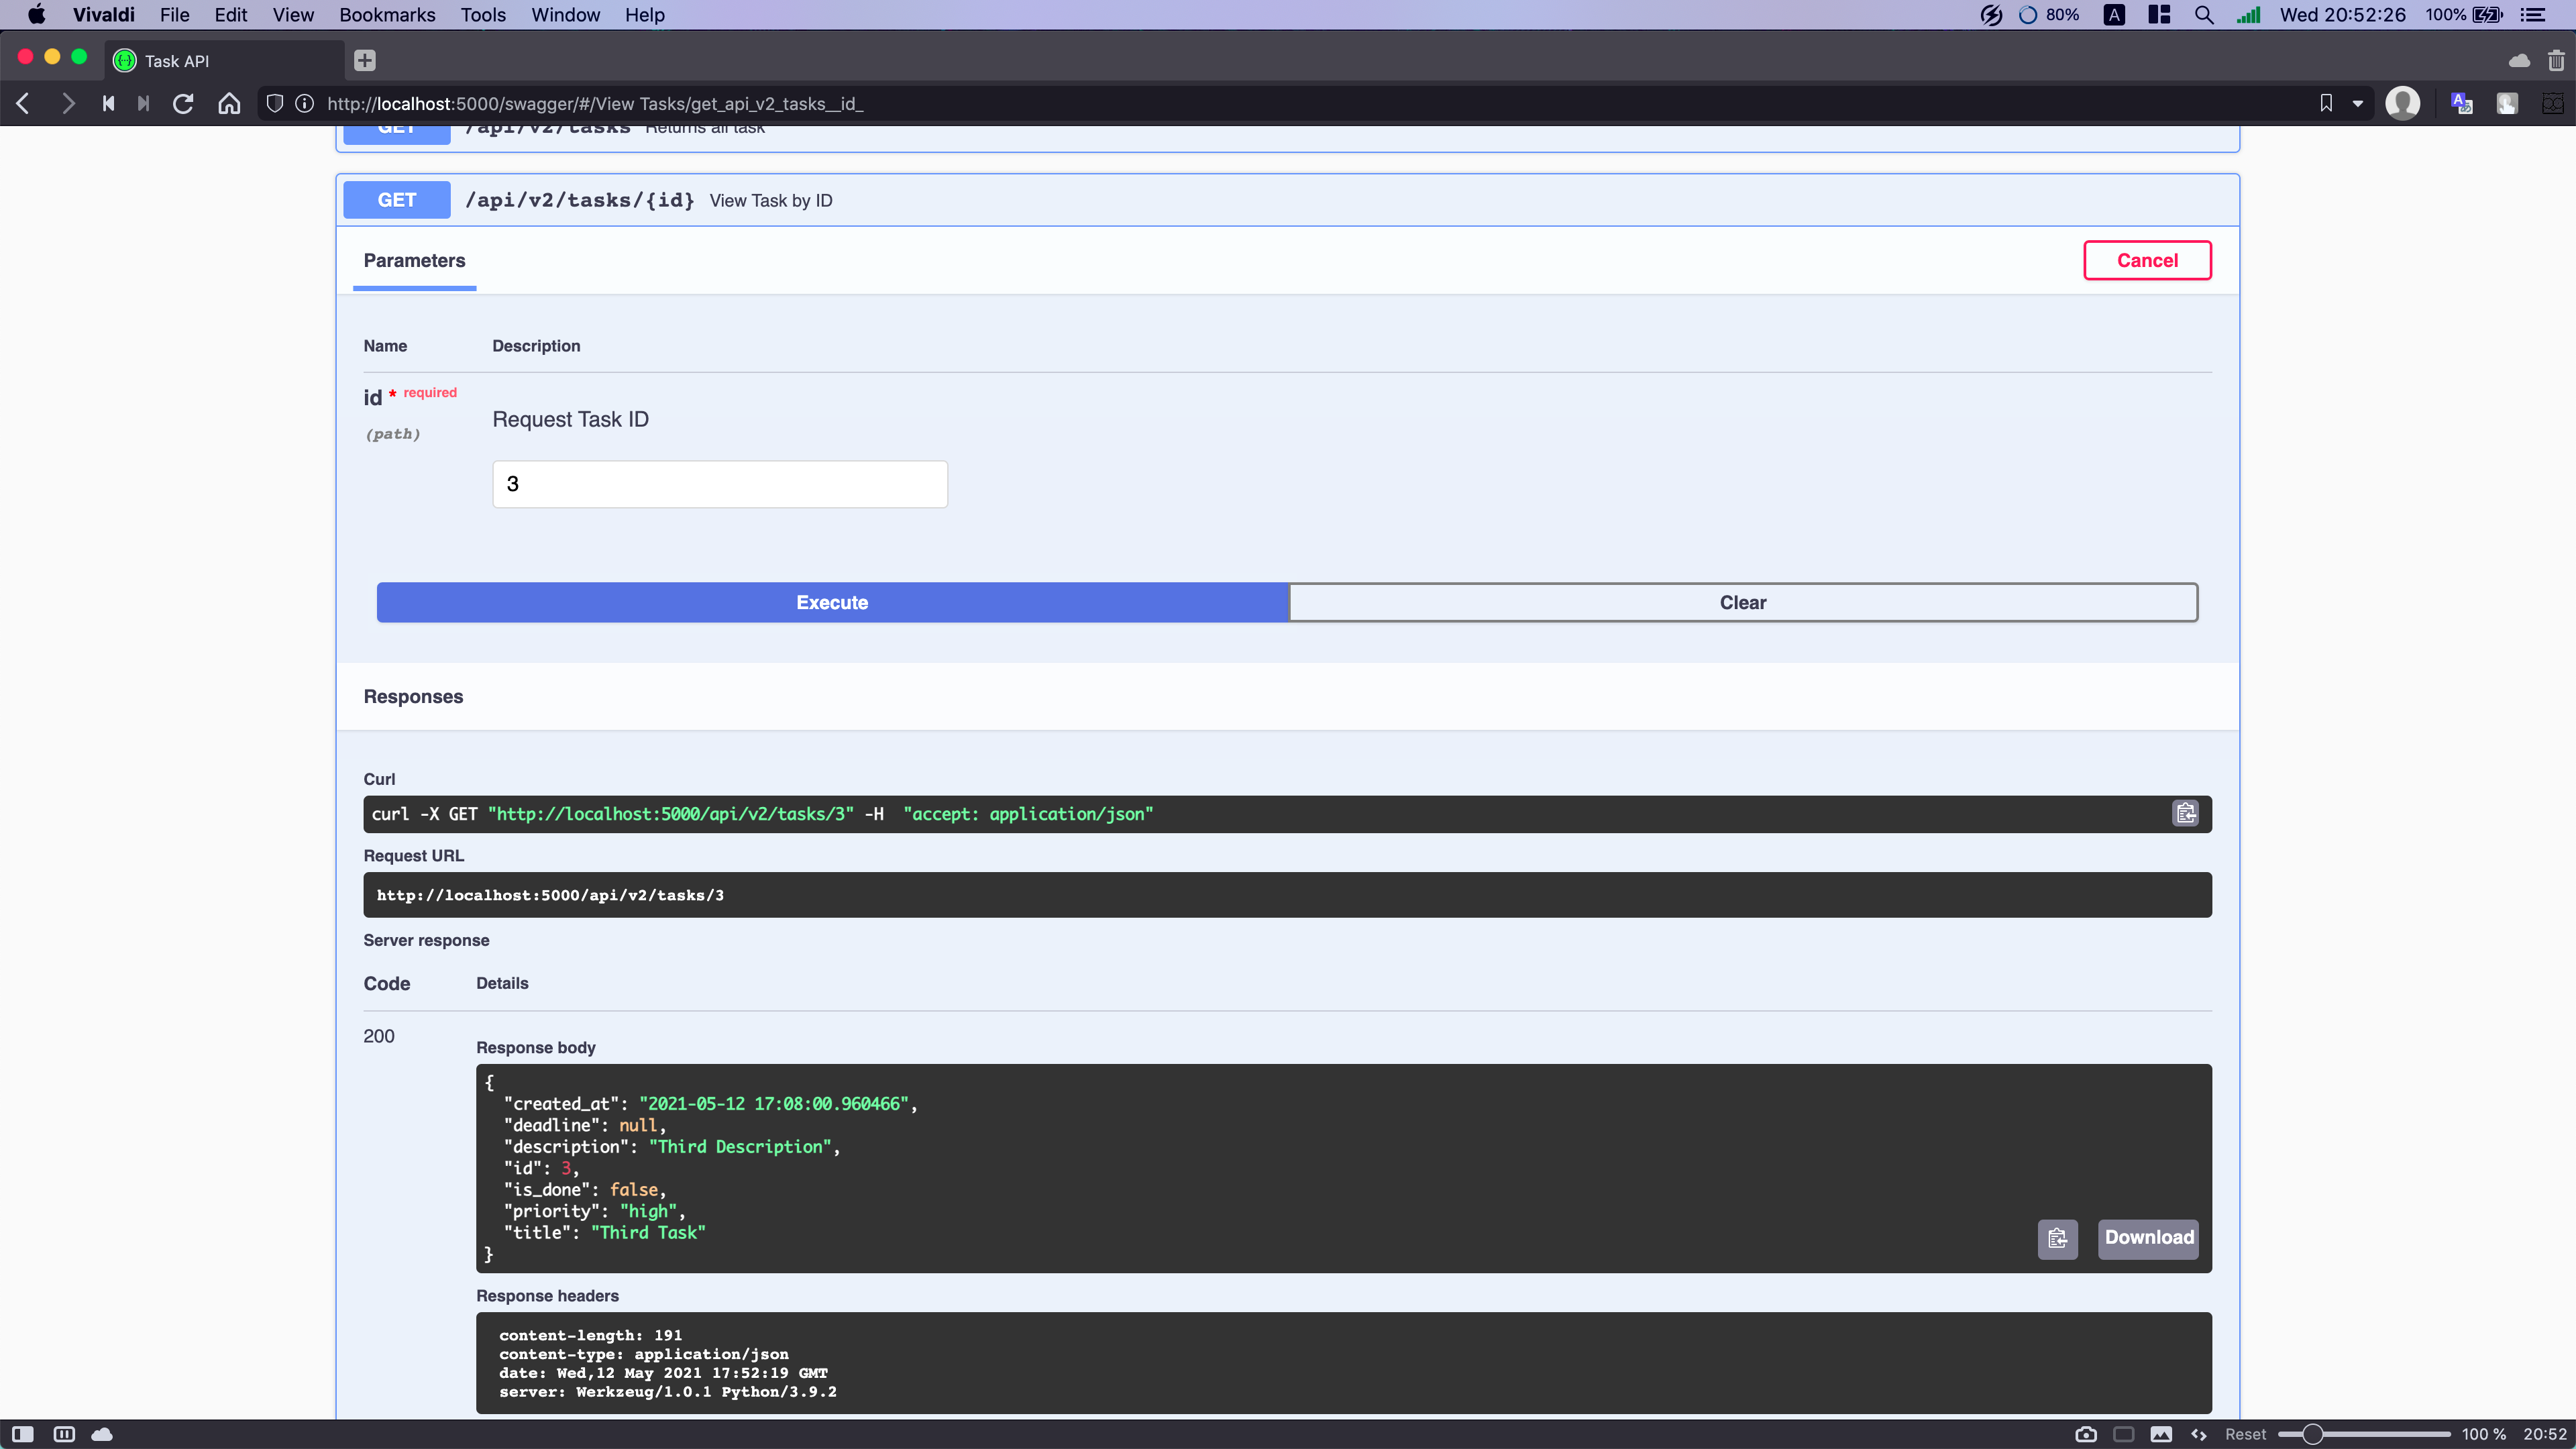 Vivaldi File Edit View Bookmarks Tools Window Help 80% A Wed 20:52:26 100%
Task API
http://localhost:5000/swagger/#/View Tasks/get_api_v2_tasks__id_
GET /api/v2/tasks Returns all task
GET /api/v2/tasks/{id} View Task by ID
Parameters Cancel
Name Description
id * required
(path)
Request Task ID
3
Execute Clear
Responses
Curl
curl -X GET "http://localhost:5000/api/v2/tasks/3" -H "accept: application/json"
Request URL
http://localhost:5000/api/v2/tasks/3
Server response
Code Details
200
Response body
{
"created_at": "2021-05-12 17:08:00.960466",
"deadline": null,
"description": "Third Description",
"id": 3,
"is_done": false,
"priority": "high",
"title": "Third Task"
}
Download
Response headers
content-length: 191
content-type: application/json
date: Wed,12 May 2021 17:52:19 GMT
server: Werkzeug/1.0.1 Python/3.9.2
Reset 100 % 20:52